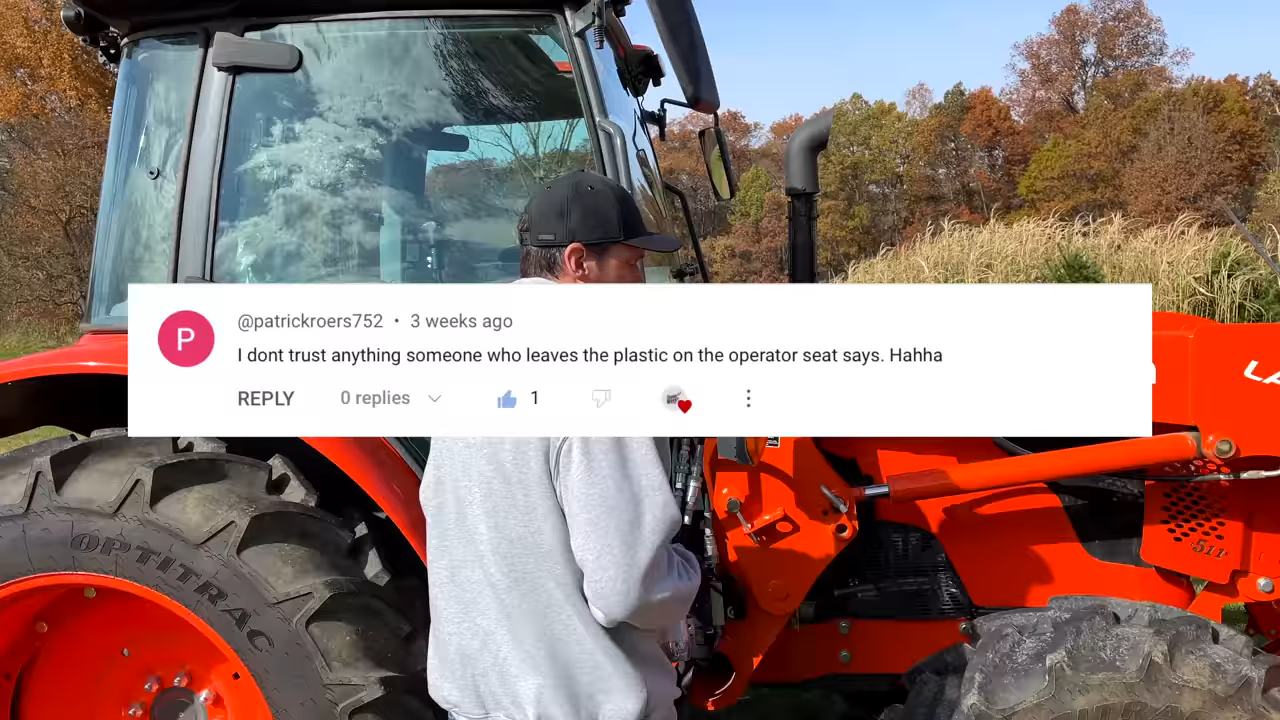 P
@patrickroers752 • 3 weeks ago
I dont trust anything someone who leaves the plastic on the operator seat says. Hahha
REPLY
0 replies
1
LA
511
OPTITRAC